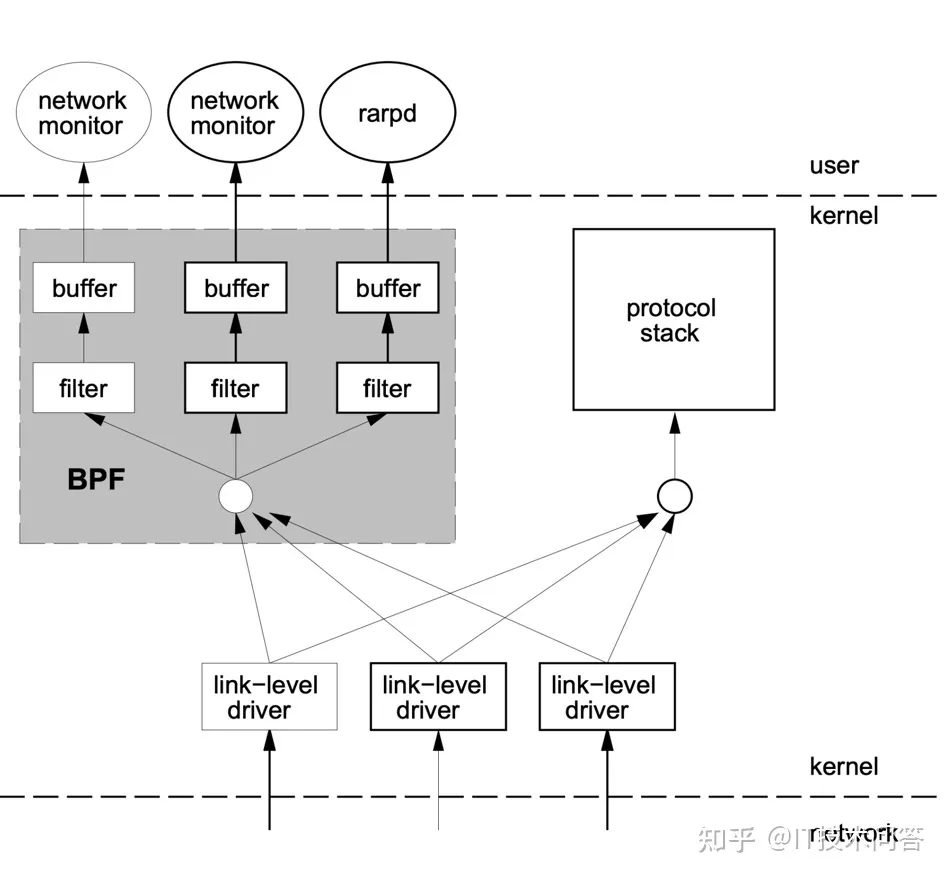 network
monitor
network
monitor
rarpd
user
kernel
buffer
buffer
buffer
protocol
stack
filter
filter
filter
BPF
link-level
driver
link-level
driver
link-level
driver
kernel
network
知乎 @IT技术问答